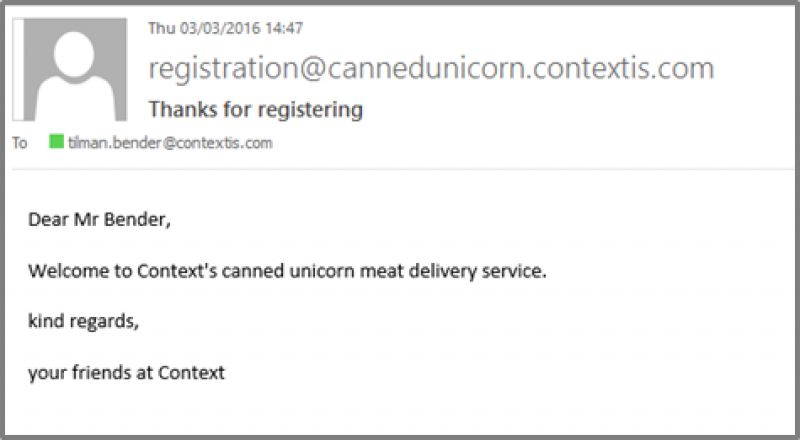 Thu 03/03/2016 14:47
registration@cannedunicorn.contextis.com
Thanks for registering
To tilman.bender@contextis.com
Dear Mr Bender,
Welcome to Context's canned unicorn meat delivery service.
kind regards,
your friends at Context